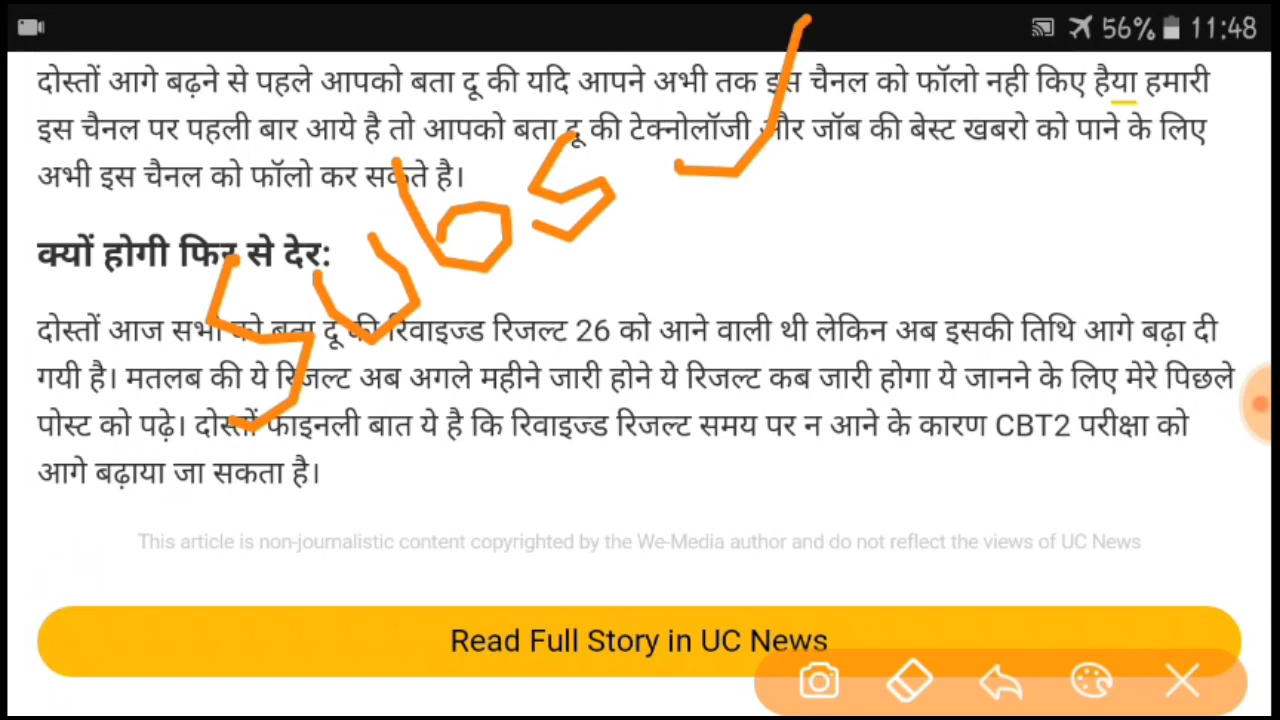 56% 11:48
दोस्तों आगे बढ़ने से पहले आपको बता दू की यदि आपने अभी तक इस चैनल को फॉलो नही किए हैया हमारी
इस चैनल पर पहली बार आये है तो आपको बता दू की टेक्नोलॉजी और जॉब की बेस्ट खबरो को पाने के लिए
अभी इस चैनल को फॉलो कर सकते है।
क्यों होगी फिर से देर:
दोस्तों आज सभी को बता दू की रिवाइज्ड रिजल्ट 26 को आने वाली थी लेकिन अब इसकी तिथि आगे बढ़ा दी
गयी है। मतलब की ये रिजल्ट अब अगले महीने जारी होने ये रिजल्ट कब जारी होगा ये जानने के लिए मेरे पिछले
पोस्ट को पढ़े। दोस्तों फाइनली बात ये है कि रिवाइज्ड रिजल्ट समय पर न आने के कारण CBT2 परीक्षा को
आगे बढ़ाया जा सकता है।
subs
This article is non-journalistic content copyrighted by the We-Media author and do not reflect the views of UC News
Read Full Story in UC News